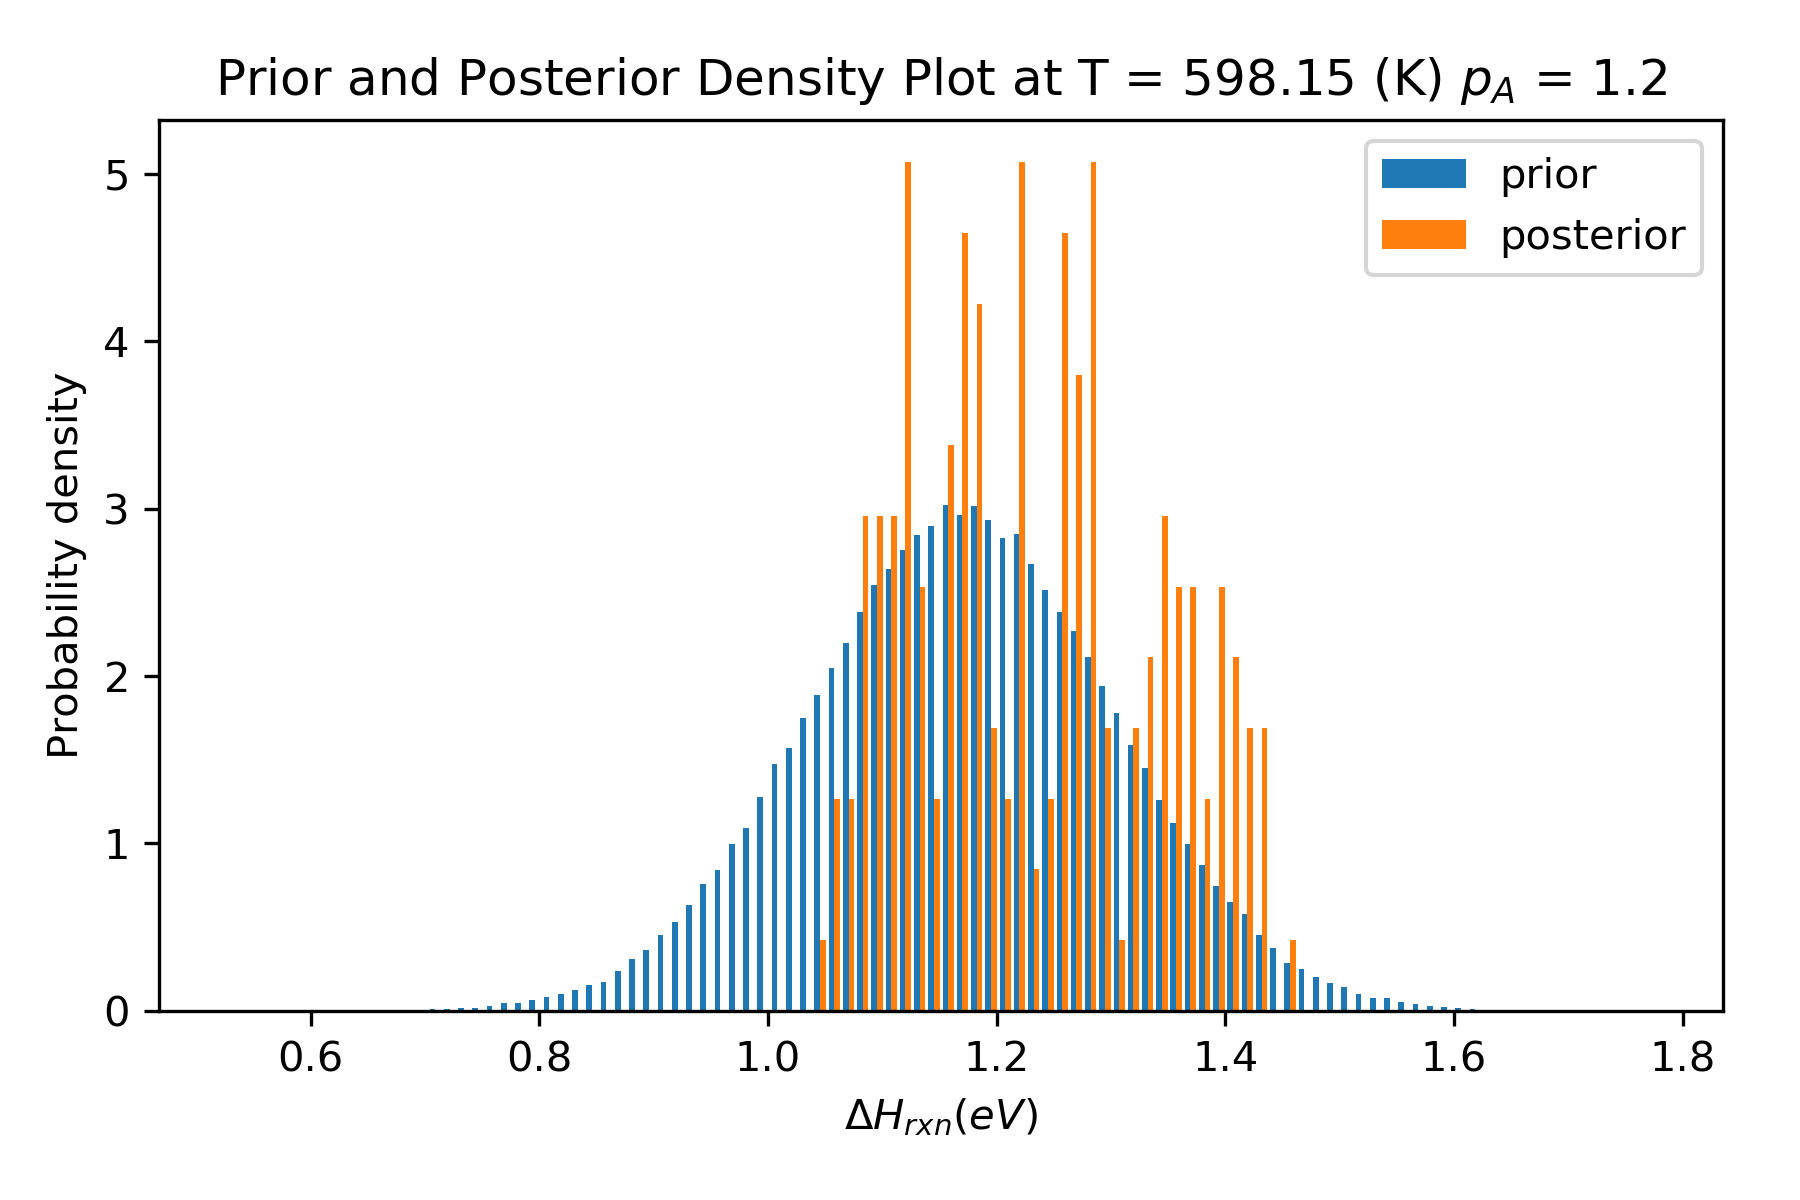 Prior and Posterior Density Plot at T = 598.15 (K) p_A = 1.2
prior
posterior
Probability density
5
4
3
2
1
0
0.6 0.8 1.0 1.2 1.4 1.6 1.8
ΔH_rxn(eV)